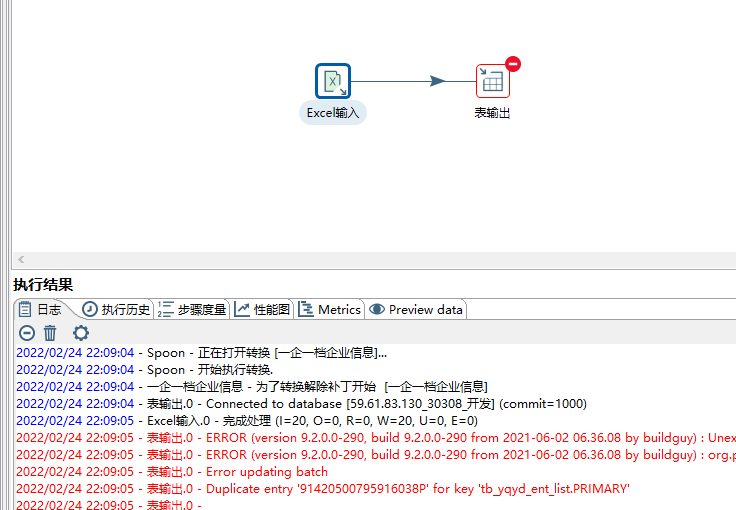 Excel输入
表输出
执行结果
日志 执行历史 步骤度量 性能图 Metrics Preview data
2022/02/24 22:09:04 - Spoon - 正在打开转换 [一企一档企业信息]...
2022/02/24 22:09:04 - Spoon - 开始执行转换.
2022/02/24 22:09:04 - 一企一档企业信息 - 为了转换解除补丁开始  [一企一档企业信息]
2022/02/24 22:09:04 - 表输出.0 - Connected to database [59.61.83.130_30308_开发] (commit=1000)
2022/02/24 22:09:05 - Excel输入.0 - 完成处理 (I=20, O=0, R=0, W=20, U=0, E=0)
2022/02/24 22:09:05 - 表输出.0 - ERROR (version 9.2.0.0-290, build 9.2.0.0-290 from 2021-06-02 06.36.08 by buildguy) : Unex
2022/02/24 22:09:05 - 表输出.0 - ERROR (version 9.2.0.0-290, build 9.2.0.0-290 from 2021-06-02 06.36.08 by buildguy) : org.p
2022/02/24 22:09:05 - 表输出.0 - Error updating batch
2022/02/24 22:09:05 - 表输出.0 - Duplicate entry '91420500795916038P' for key 'tb_yqyd_ent_list.PRIMARY'
2022/02/24 22:09:05 - 表输出.0 -